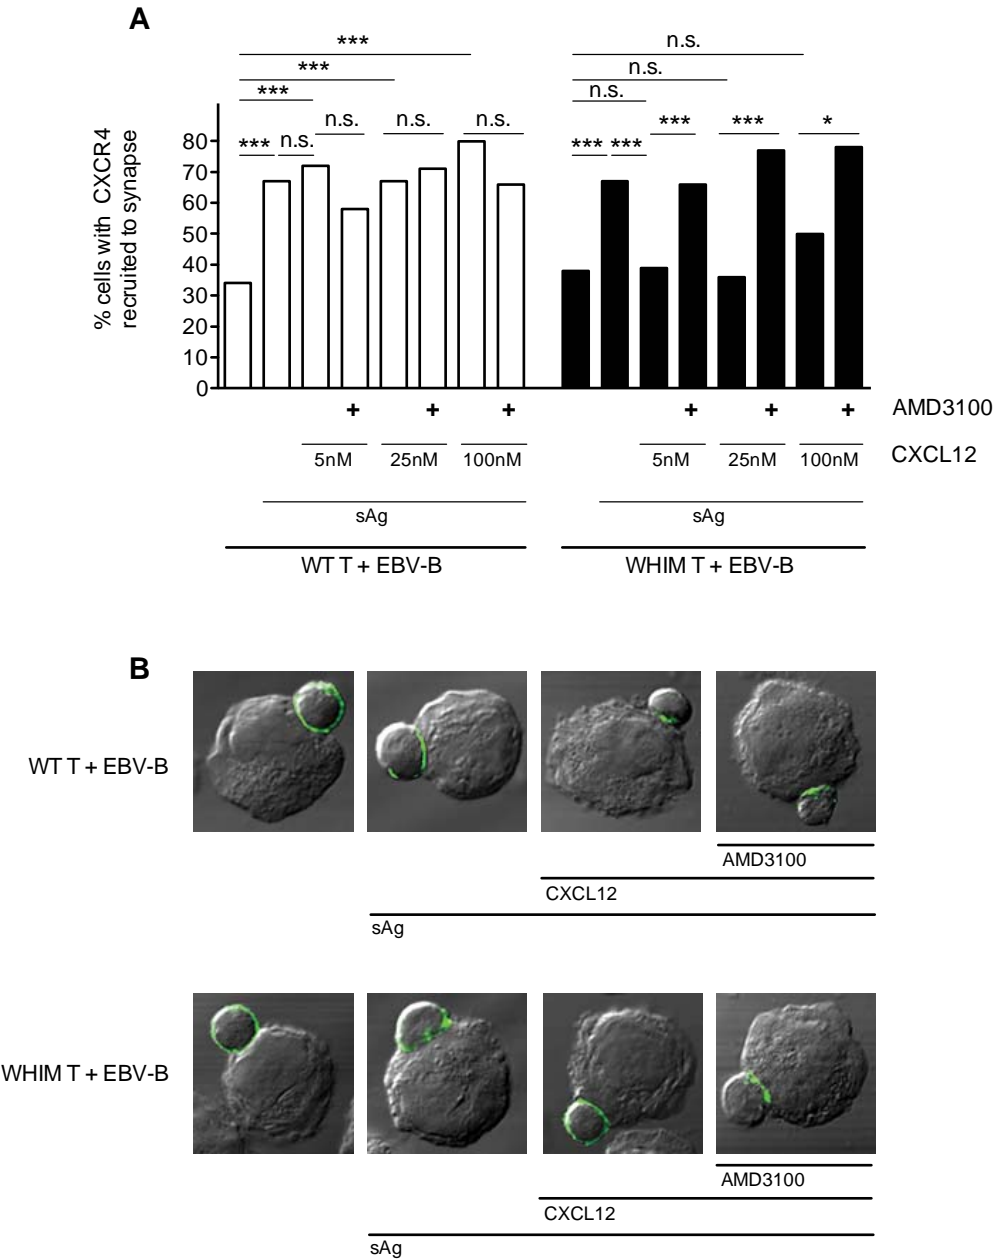 A
***
n.s.
***
n.s.
***
n.s.
n.s.
n.s.
n.s.
***
***
*
***
n.s.
***
***
% cells with CXCR4
recruited to synapse
80
70
60
50
40
30
20
10
0
+ + + + + + AMD3100
5nM 25nM 100nM 5nM 25nM 100nM CXCL12
sAg sAg
WT T + EBV-B WHIM T + EBV-B
B
WT T + EBV-B
AMD3100
CXCL12
sAg
WHIM T + EBV-B
AMD3100
CXCL12
sAg